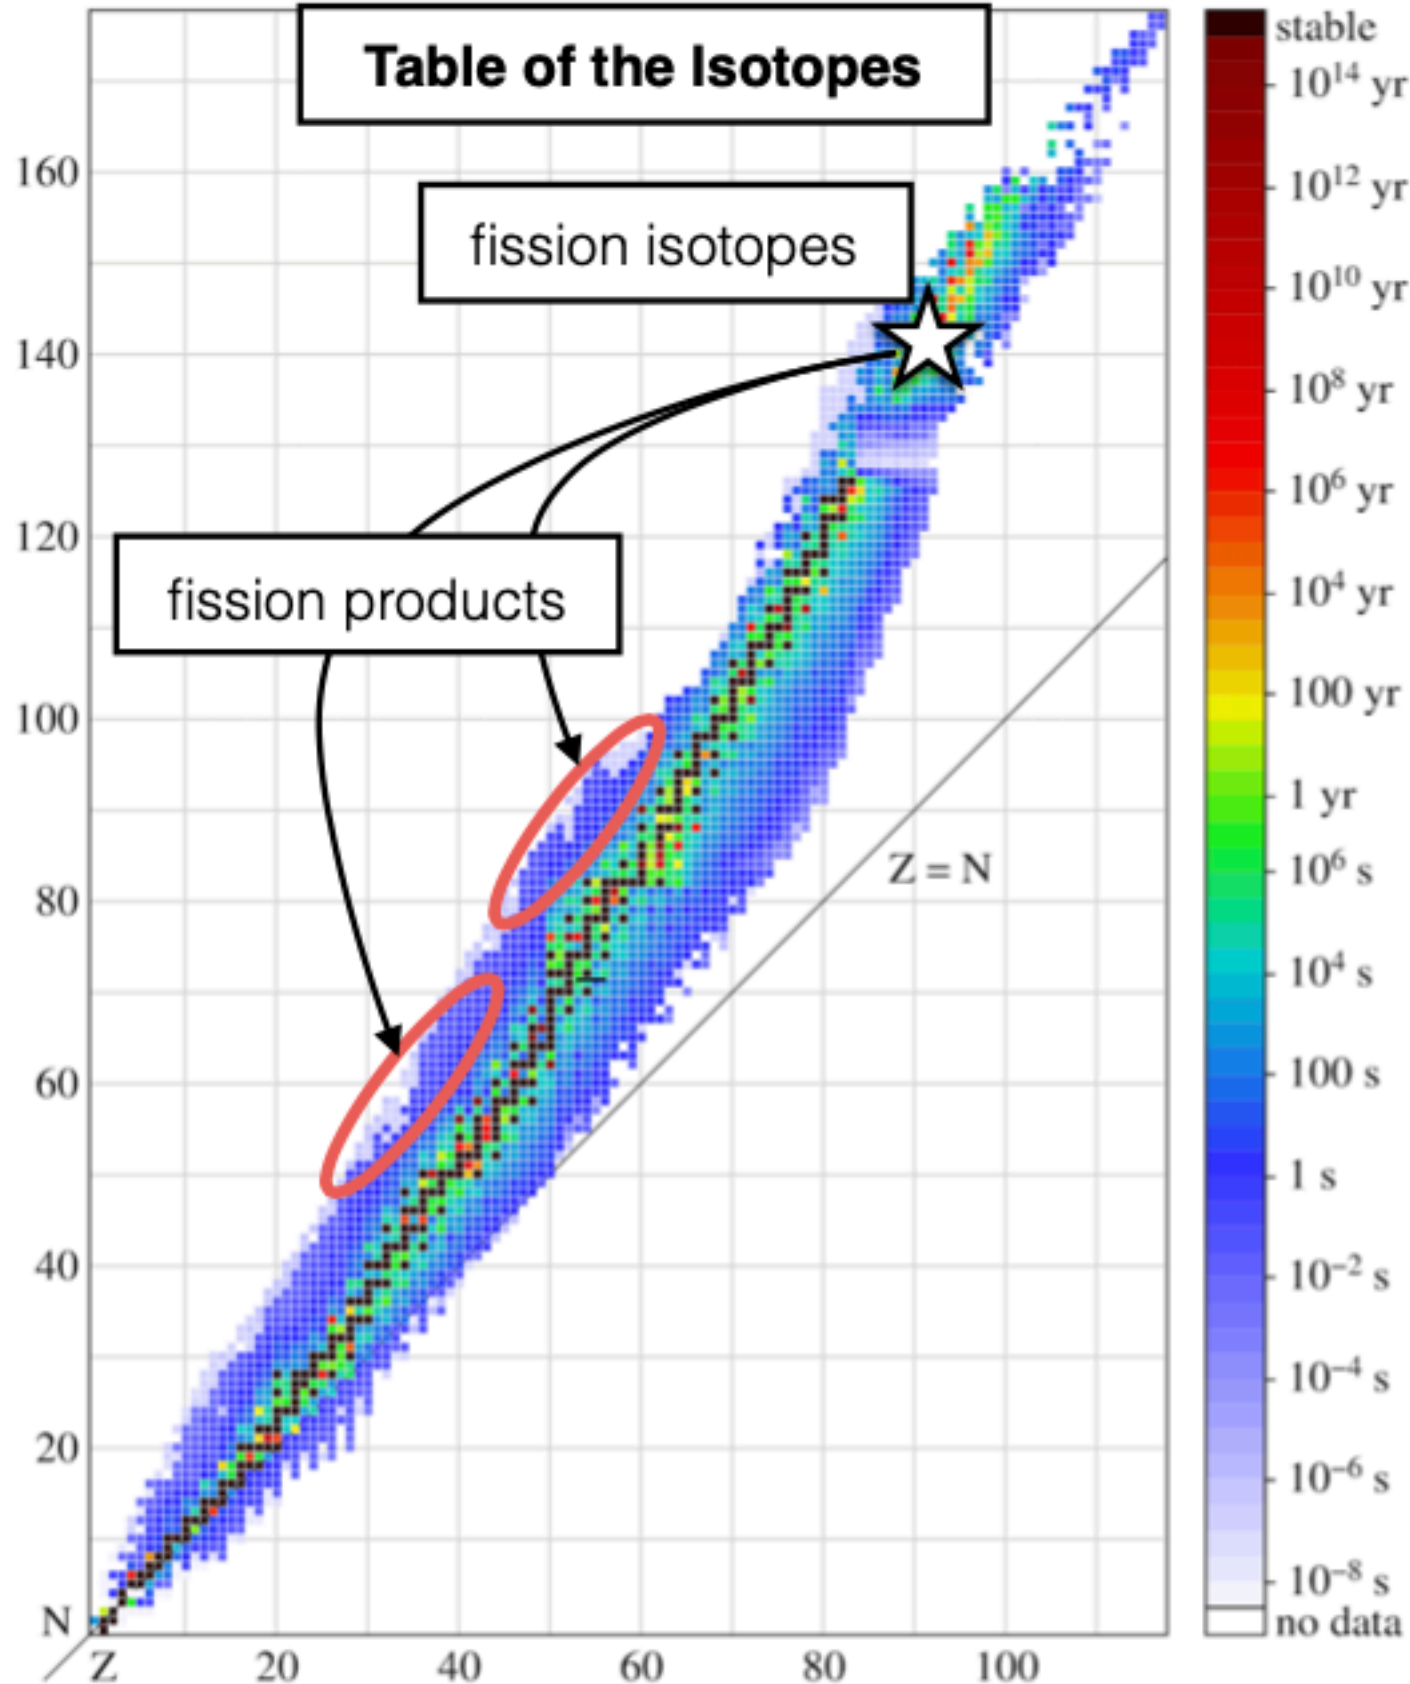 Table of the Isotopes
fission isotopes
fission products
Z = N
160
140
120
100
80
60
40
20
N
Z
20
40
60
80
100
stable
10¹⁴ yr
10¹² yr
10¹⁰ yr
10⁸ yr
10⁶ yr
10⁴ yr
100 yr
1 yr
10⁶ s
10⁴ s
100 s
1 s
10⁻² s
10⁻⁴ s
10⁻⁶ s
10⁻⁸ s
no data